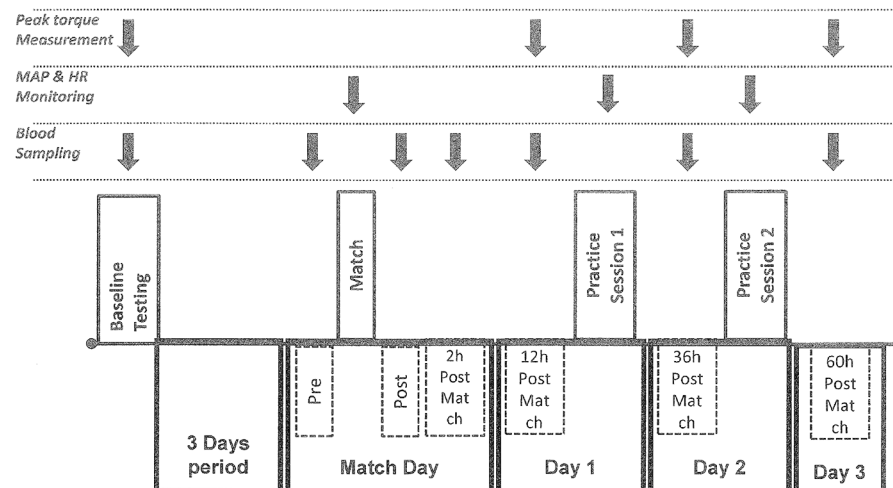 Peak torque
Measurement
MAP & HR
Monitoring
Blood
Sampling
Baseline
Testing
Match
Practice
Session 1
Practice
Session 2
Pre
Post
2h
Post
Mat
ch
12h
Post
Mat
ch
36h
Post
Mat
ch
60h
Post
Mat
ch
3 Days
period
Match Day
Day 1
Day 2
Day 3